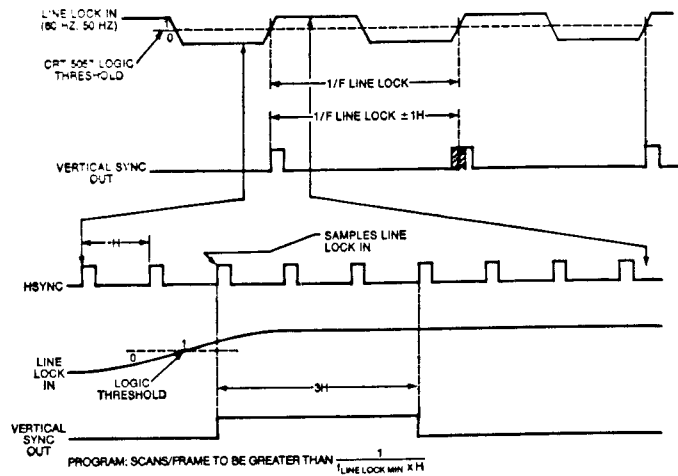 LINE LOCK IN
(60 HZ, 50 HZ)
1
0
CRT 5057 LOGIC
THRESHOLD
1/F LINE LOCK
1/F LINE LOCK ±1H
VERTICAL SYNC
OUT
H
SAMPLES LINE
LOCK IN
HSYNC
1
0
LINE
LOCK
IN
LOGIC
THRESHOLD
3H
VERTICAL
SYNC
OUT
PROGRAM: SCANS/FRAME TO BE GREATER THAN 1
fLINE LOCK MIN x H